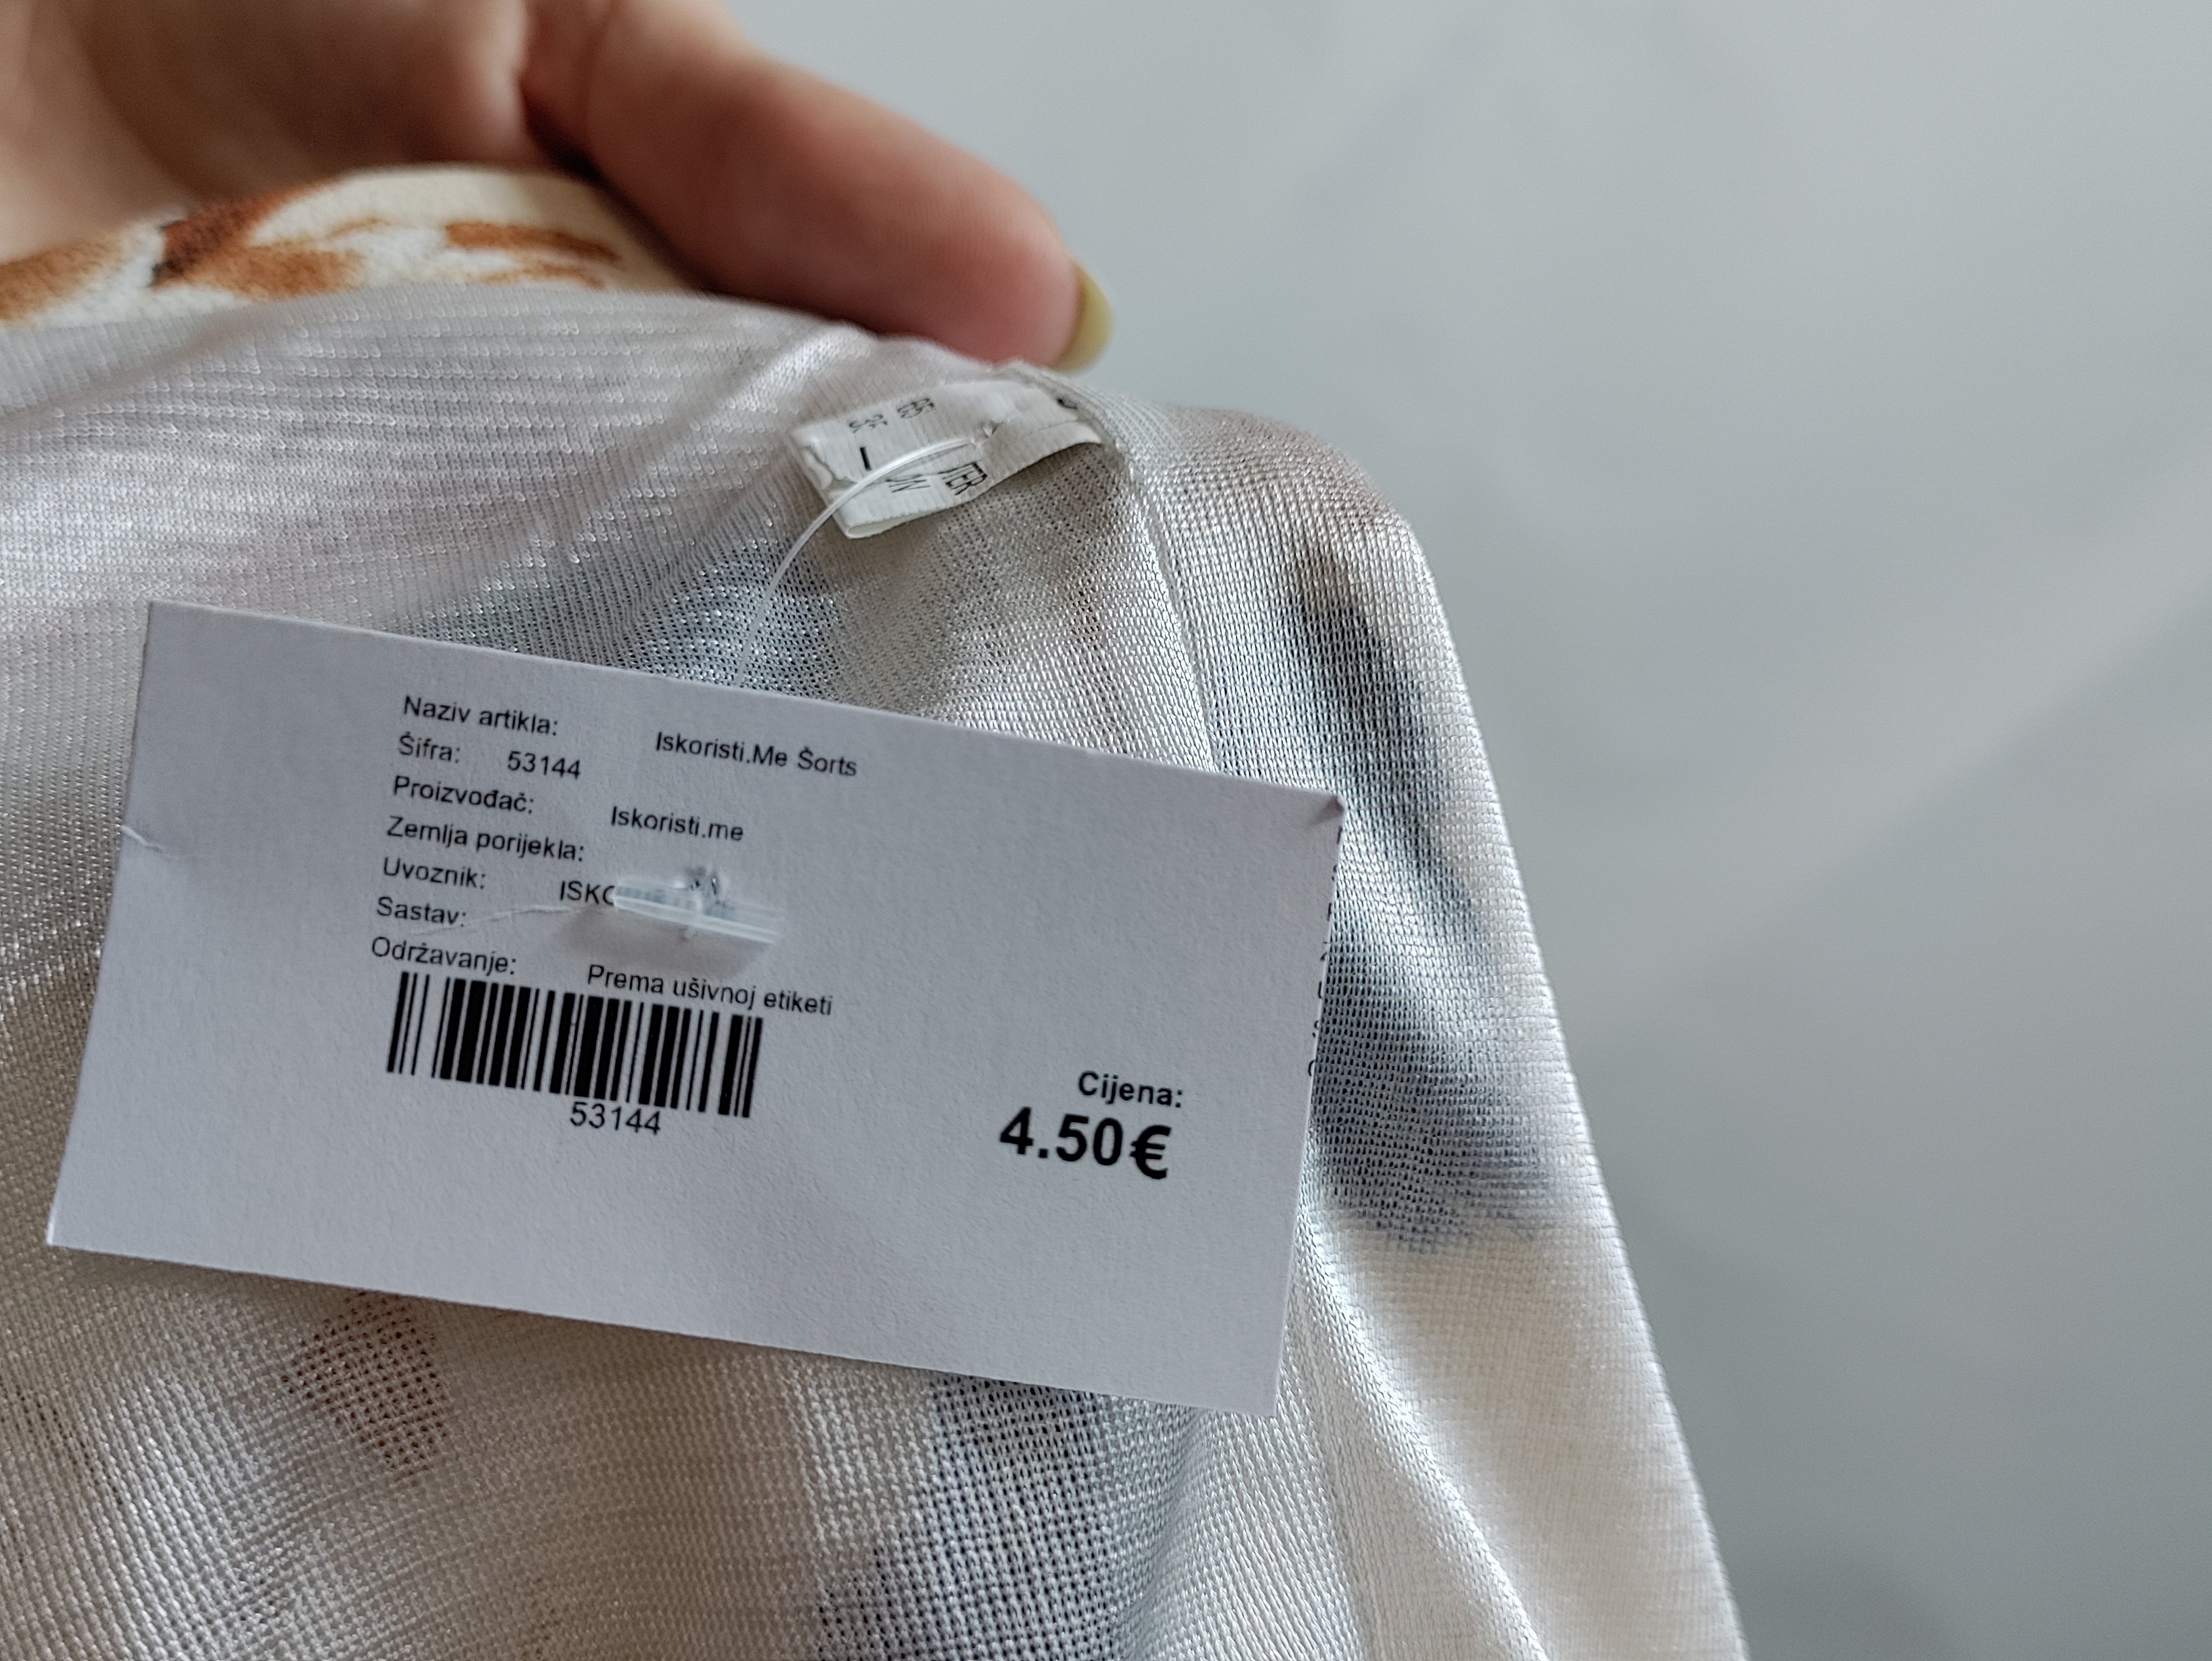 Naziv artikla: Iskoristi.Me Šorts
Šifra: 53144
Proizvođač: Iskoristi.me
Zemlja porijekla:
Uvoznik:
Sastav:
Održavanje: Prema ušivnoj etiketi
53144
Cijena:
4.50€